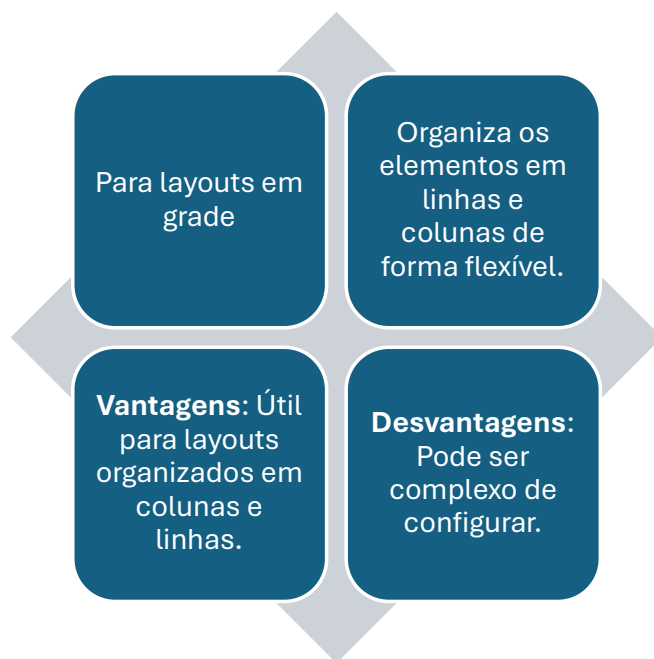 Para layouts em
grade
Organiza os
elementos em
linhas e
colunas de
forma flexível.
Vantagens: Útil
para layouts
organizados em
colunas e
linhas.
Desvantagens:
Pode ser
complexo de
configurar.